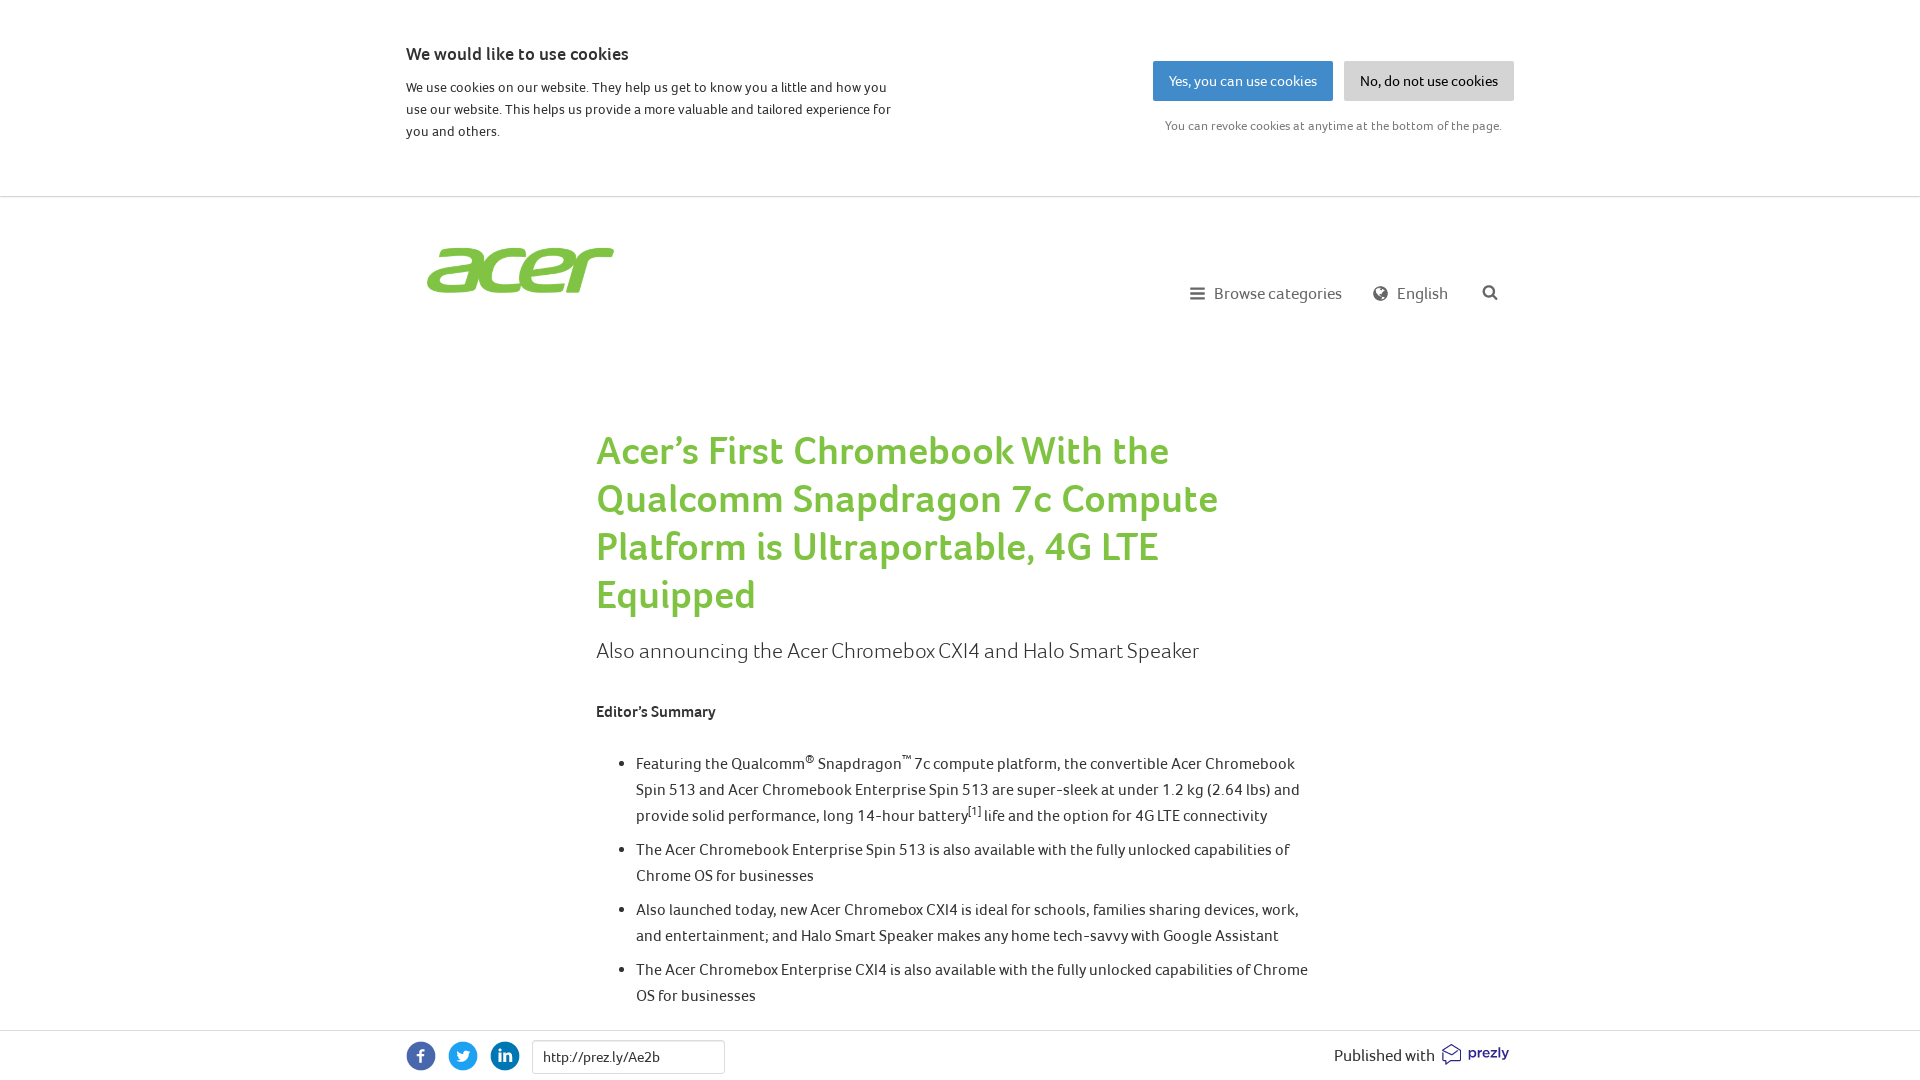 We would like to use cookies
We use cookies on our website. They help us get to know you a little and how you
use our website. This helps us provide a more valuable and tailored experience for
you and others.
Yes, you can use cookies
No, do not use cookies
You can revoke cookies at anytime at the bottom of the page.
acer
Browse categories
English
Acer’s First Chromebook With the
Qualcomm Snapdragon 7c Compute
Platform is Ultraportable, 4G LTE
Equipped
Also announcing the Acer Chromebox CXI4 and Halo Smart Speaker
Editor’s Summary
• Featuring the Qualcomm® Snapdragon™ 7c compute platform, the convertible Acer Chromebook
Spin 513 and Acer Chromebook Enterprise Spin 513 are super-sleek at under 1.2 kg (2.64 lbs) and
provide solid performance, long 14-hour battery[1] life and the option for 4G LTE connectivity
• The Acer Chromebook Enterprise Spin 513 is also available with the fully unlocked capabilities of
Chrome OS for businesses
• Also launched today, new Acer Chromebox CXI4 is ideal for schools, families sharing devices, work,
and entertainment; and Halo Smart Speaker makes any home tech-savvy with Google Assistant
• The Acer Chromebox Enterprise CXI4 is also available with the fully unlocked capabilities of Chrome
OS for businesses
http://prez.ly/Ae2b
Published with prezly